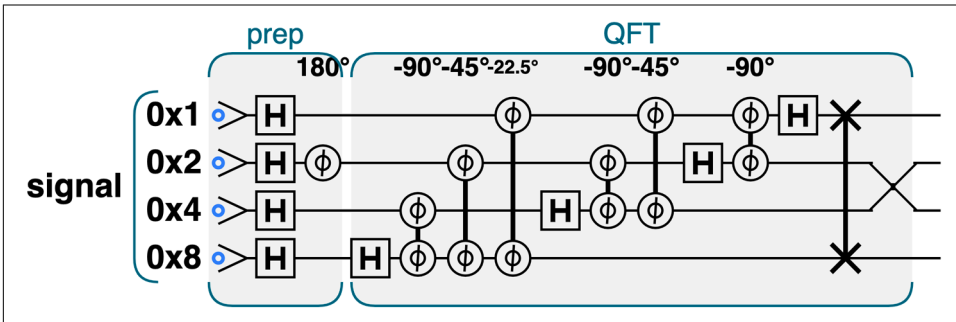 prep QFT
180° -90° -45° -22.5° -90° -45° -90°
0x1 H ϕ ϕ ϕ H
0x2 H ϕ ϕ ϕ H ϕ
signal
0x4 H ϕ H ϕ ϕ
0x8 H H ϕ ϕ ϕ